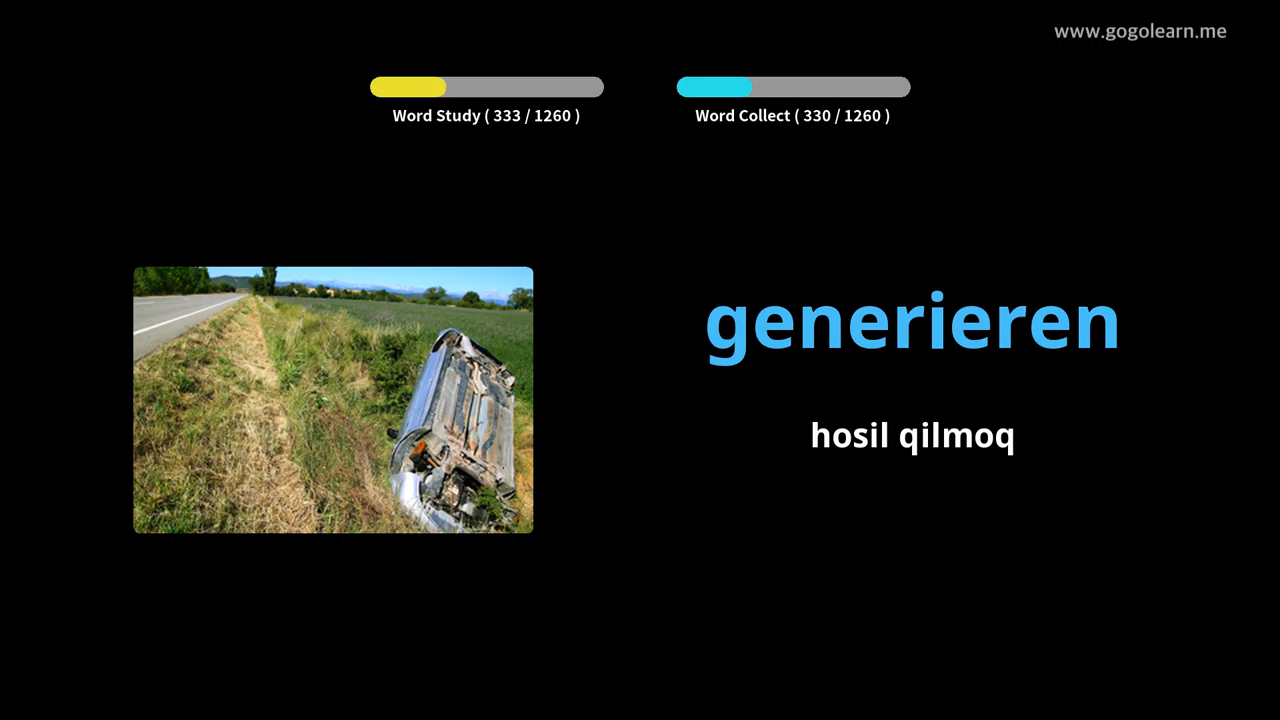 www.gogolearn.me
Word Study ( 333 / 1260 )
Word Collect ( 330 / 1260 )
generieren
hosil qilmoq